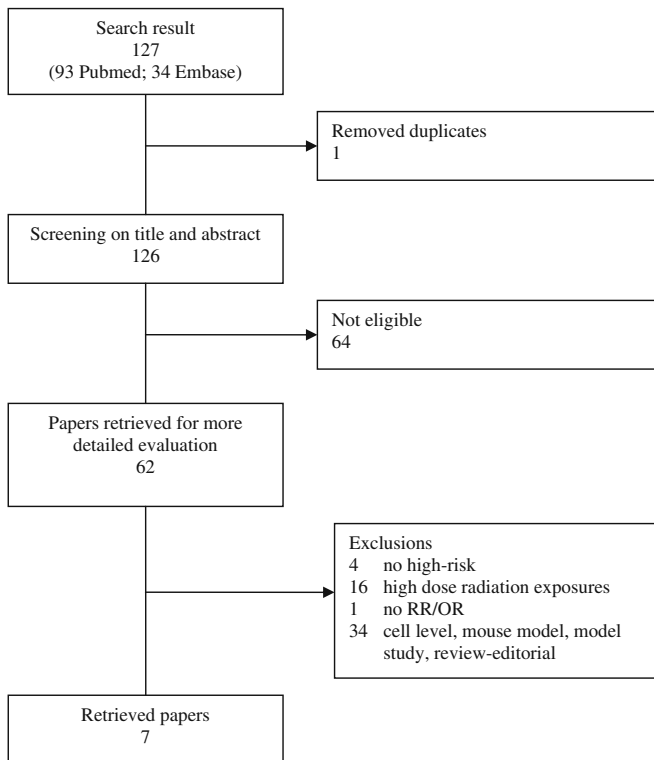 Search result
127
(93 Pubmed; 34 Embase)
Removed duplicates
1
Screening on title and abstract
126
Not eligible
64
Papers retrieved for more
detailed evaluation
62
Exclusions
4 no high-risk
16 high dose radiation exposures
1 no RR/OR
34 cell level, mouse model, model
study, review-editorial
Retrieved papers
7